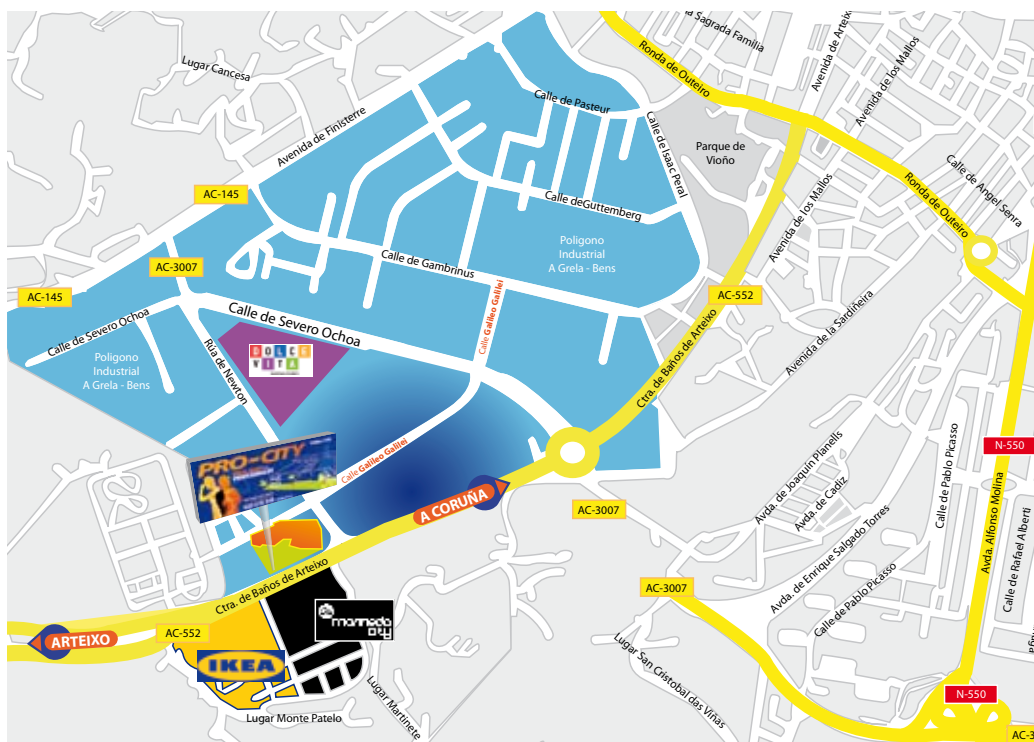 a Sagrada Familia
Ronda de Outeiro
Avenida de Arteixo
Avenida de los Mallos
Lugar Cancesa
Avenida de Finisterre
Calle de Pasteur
Calle de Isaac Peral
Parque de
Vioño
Calle de Angel Senra
Ronda de Outeiro
AC-145
Calle deGuttemberg
Avenida de los Mallos
Poligono
Industrial
A Grela - Bens
Calle de Gambrinus
AC-3007
AC-145
AC-552
Calle Galileo Galilei
Calle de Severo Ochoa
Calle de Severo Ochoa
Avenida de la Sardiñeira
DOLCE
VITA
Poligono
Industrial
A Grela - Bens
Rúa de Newton
Ctra. de Baños de Arteixo
PRO-CITY
Calle Galileo Galilei
A CORUÑA
AC-3007
Avda. de Joaquin Planells
Avda. de Cadiz
Calle de Pablo Picasso
N-550
Avda. Alfonso Molina
Avda. de Enrique Salgado Torres
Calle de Rafael Alberti
AC-3007
Calle de Pablo Picasso
Ctra. de Baños de Arteixo
marineda
city
ARTEIXO
AC-552
IKEA
Lugar San Cristobal das Viñas
Lugar Martinete
Lugar Monte Patelo
N-550
AC-3